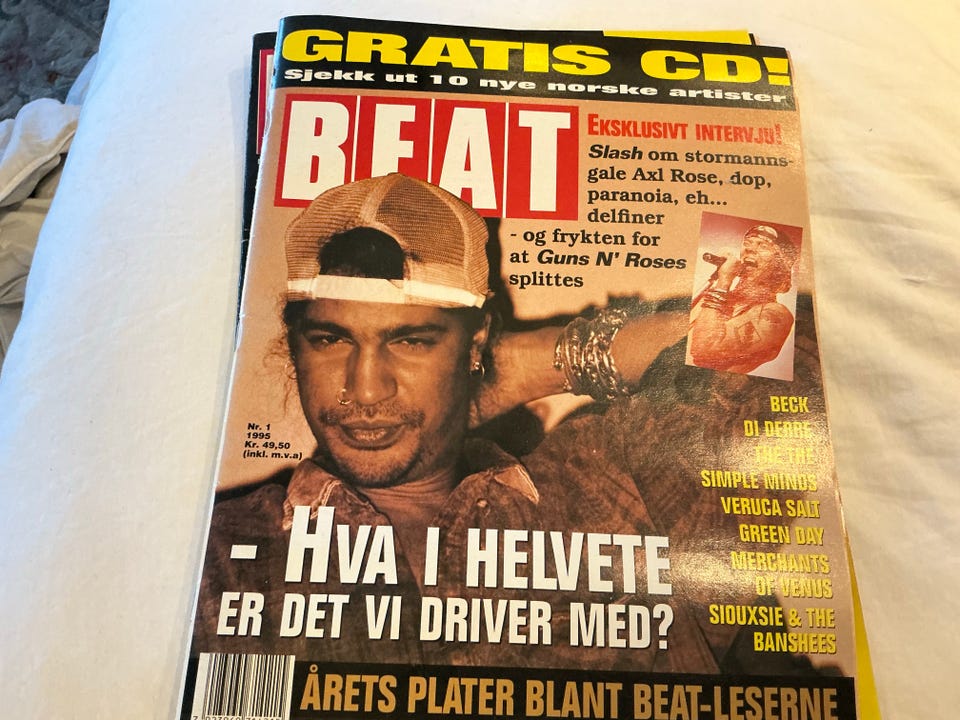 GRATIS CD!
Sjekk ut 10 nye norske artister
BEAT
EKSKLUSIVT INTERVJU!
Slash om stormanns-
gale Axl Rose, dop,
paranoia, eh...
delfiner
- og frykten for
at Guns N' Roses
splittes
BECK
DI DERRE
THE THE
SIMPLE MINDS
VERUCA SALT
GREEN DAY
MERCHANTS
OF VENUS
SIOUXSIE & THE
BANSHEES
Nr. 1
1995
Kr. 49,50
(inkl. m.v.a)
- HVA I HELVETE
ER DET VI DRIVER MED?
ÅRETS PLATER BLANT BEAT-LESERNE